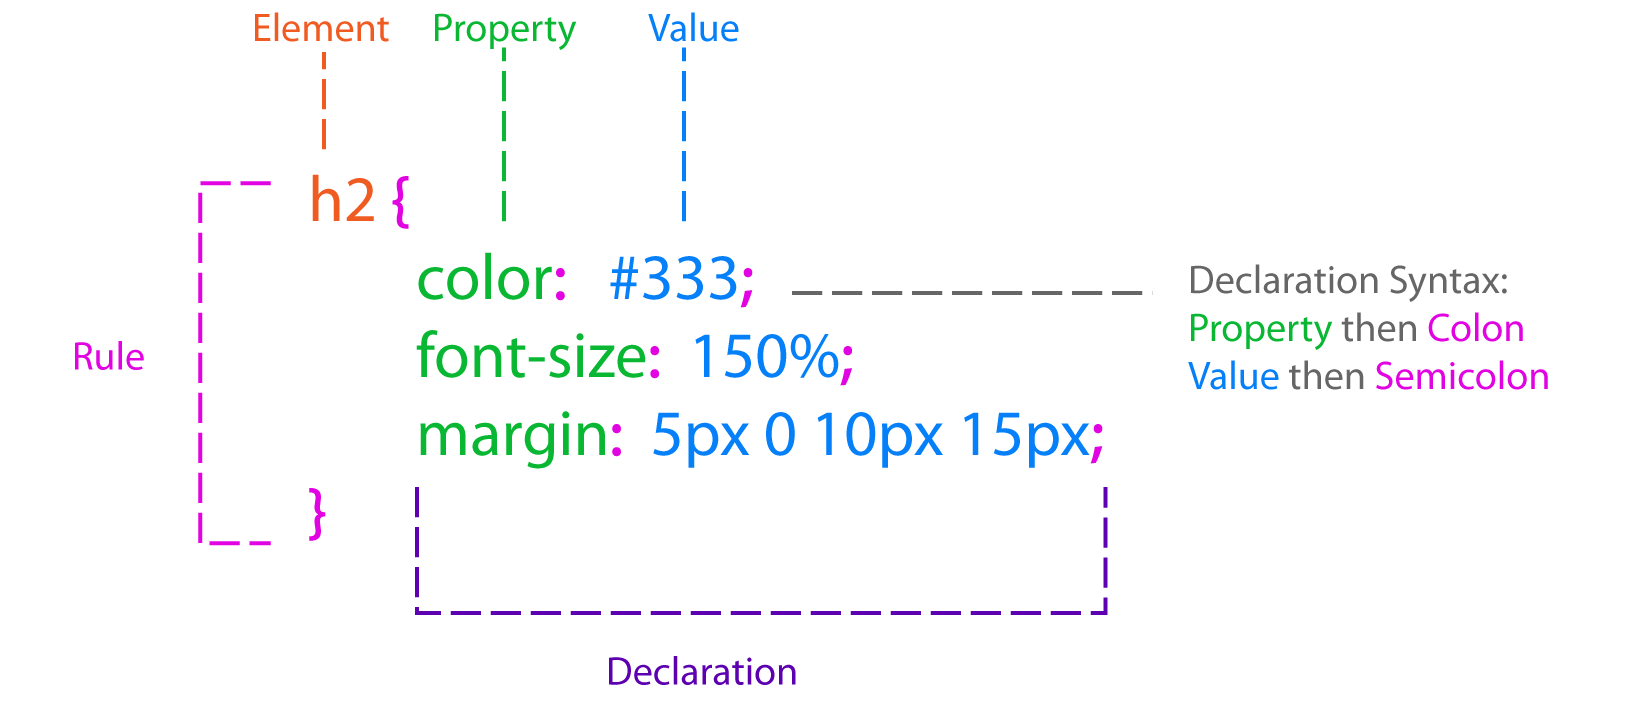 Element Property Value
h2 {
color: #333;
font-size: 150%;
margin: 5px 0 10px 15px;
}
Rule
Declaration Syntax:
Property then Colon
Value then Semicolon
Declaration